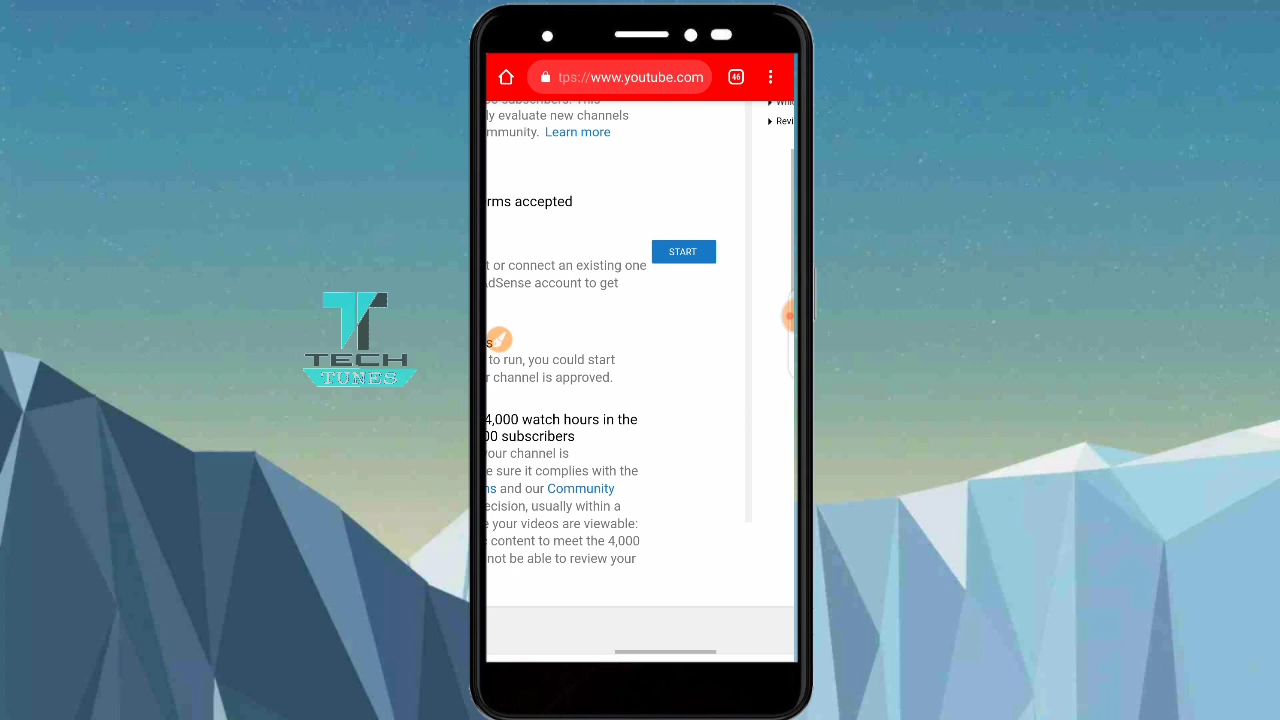 tps://www.youtube.com
46
ly evaluate new channels
mmunity. Learn more
Revi
rms accepted
START
t or connect an existing one
AdSense account to get
s
to run, you could start
r channel is approved.
4,000 watch hours in the
00 subscribers
your channel is
e sure it complies with the
ns and our Community
ecision, usually within a
e your videos are viewable:
content to meet the 4,000
not be able to review your
TECH
TUNES